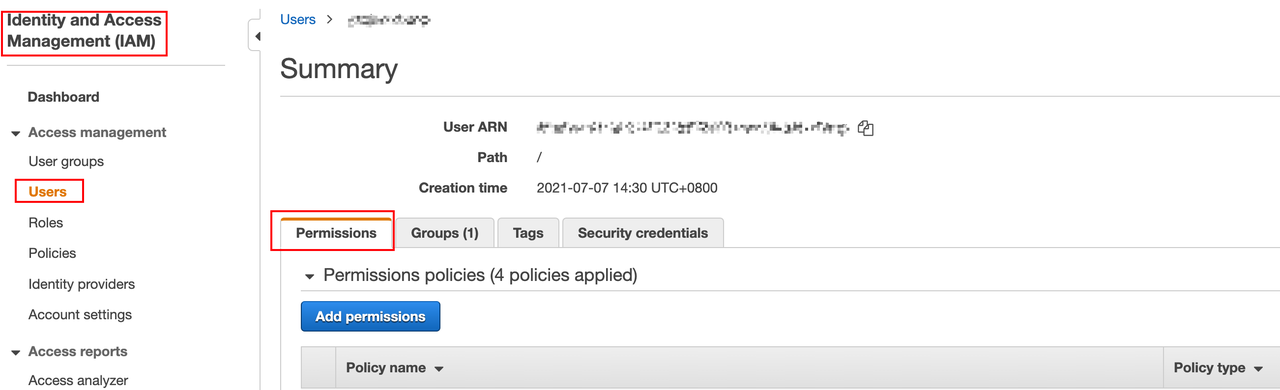 Identity and Access
Management (IAM)
Dashboard
Access management
User groups
Users
Roles
Policies
Identity providers
Account settings
Access reports
Access analyzer
Users >
Summary
User ARN
Path /
Creation time 2021-07-07 14:30 UTC+0800
Permissions Groups (1) Tags Security credentials
Permissions policies (4 policies applied)
Add permissions
Policy name Policy type